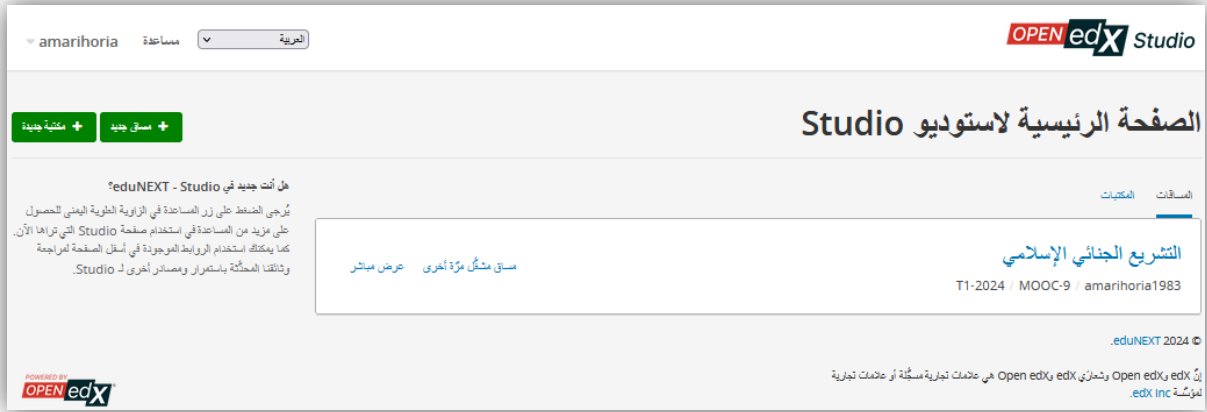 OPEN edX Studio
العربية
مساعدة
amarihoria
الصفحة الرئيسية لاستوديو Studio
+ مساق جديد
+ مكتبة جديدة
المساقات
المكتبات
التشريع الجنائي الإسلامي
T1-2024 / MOOC-9 / amarihoria1983
مساق مشغَّل مرّة أخرى
عرض مباشر
هل أنت جديد في eduNEXT - Studio؟
يُرجى الضغط على زر المساعدة في الزاوية العلوية اليمنى للحصول
على مزيد من المساعدة في استخدام صفحة Studio التي تراها الآن.
كما يمكنك استخدام الروابط الموجودة في أسفل الصفحة لمراجعة
وثائقنا المحدَّثة باستمرار ومصادر أخرى لـ Studio.
© 2024 eduNEXT.
إنّ edX وOpen edX وشعارَي edX وOpen edX هي علامات تجارية مسجَّلة أو علامات تجارية
لمؤسّسة edX Inc.
POWERED BY
OPEN edX